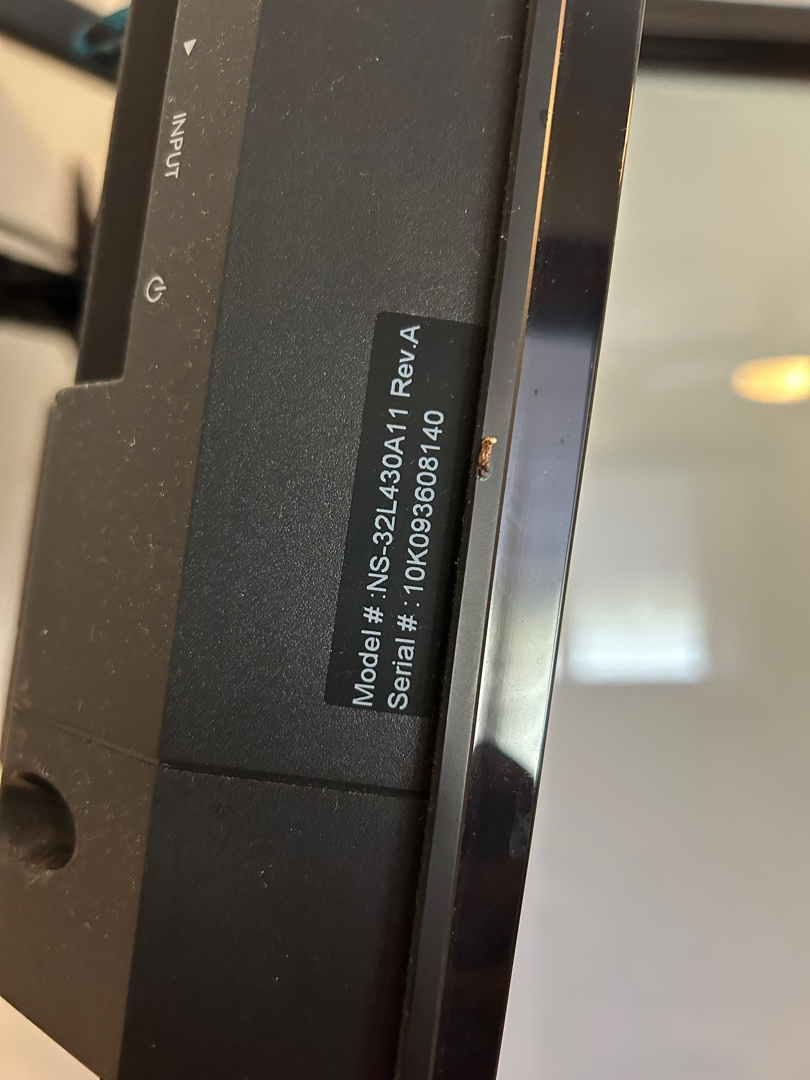 INPUT
Model # :NS-32L430A11 Rev.A
Serial # : 10K093608140